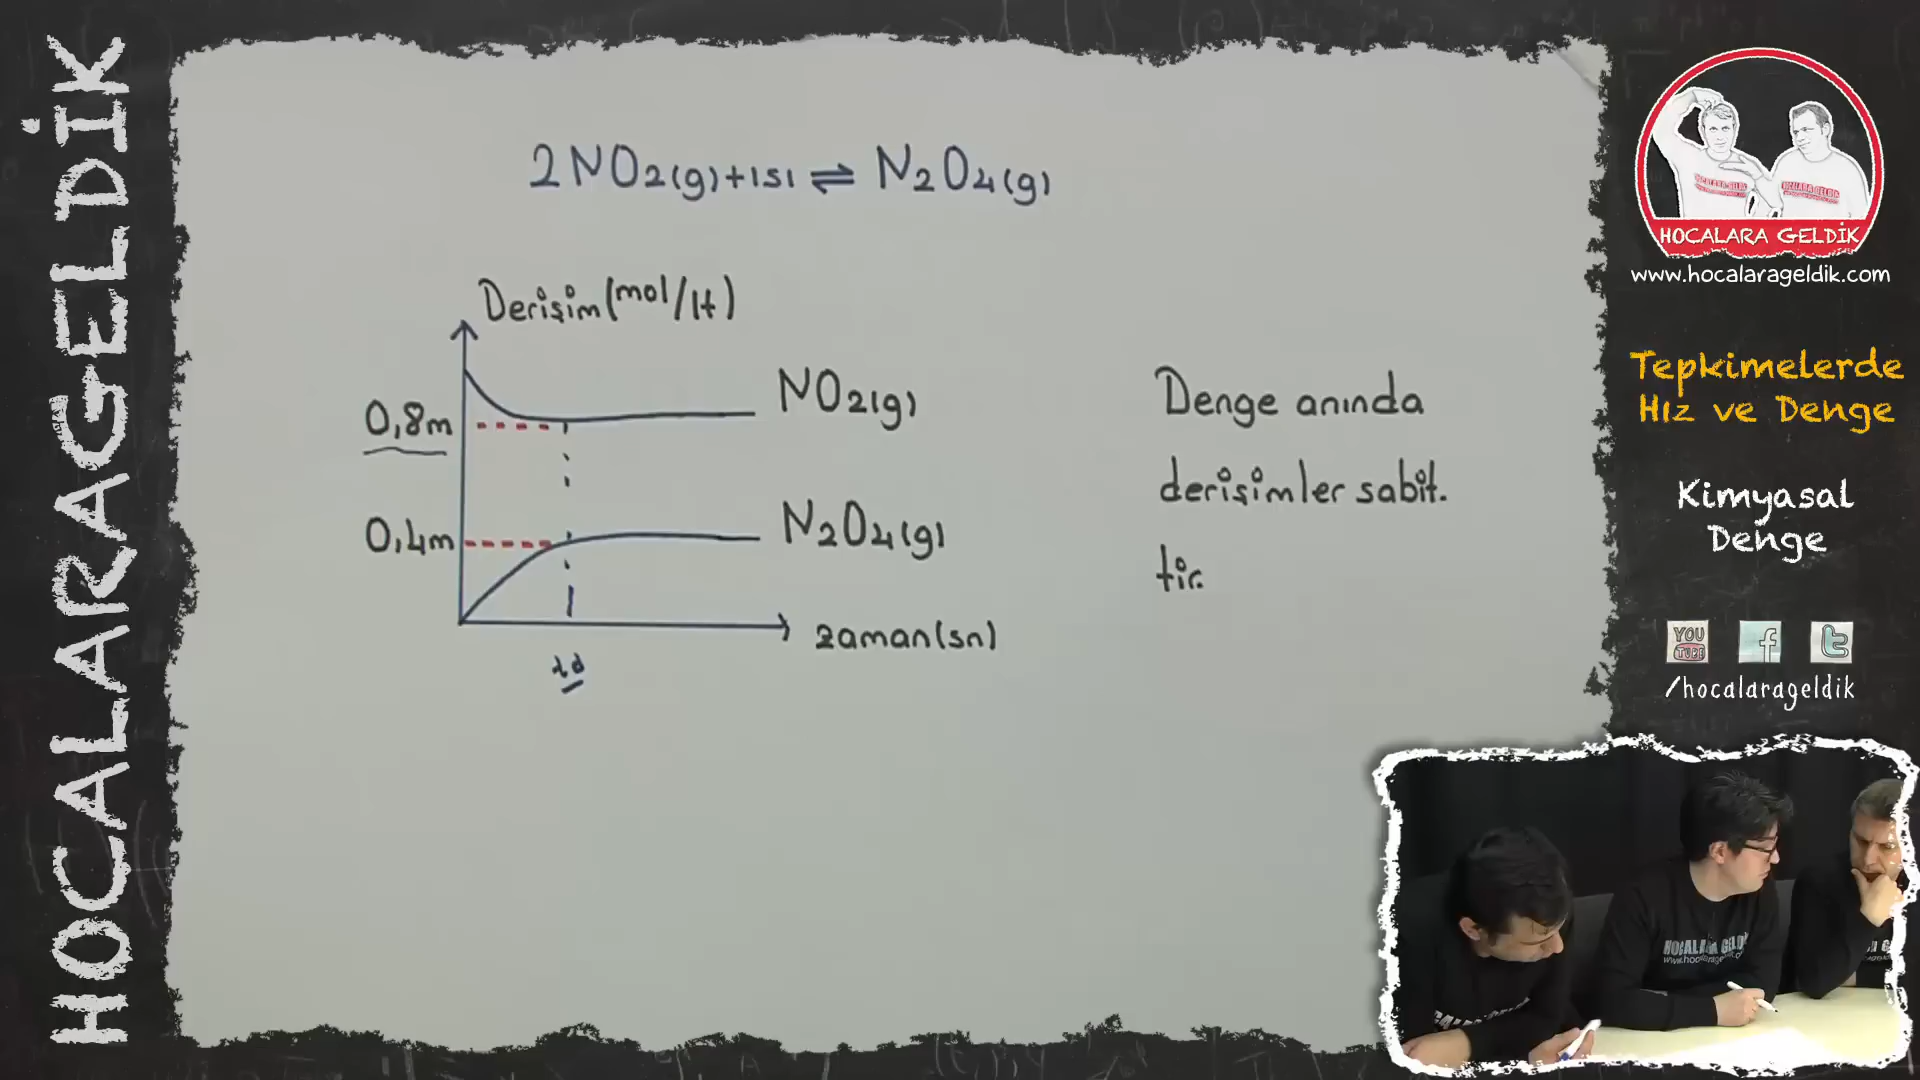 HOCALARAGELDİK
2NO2(g)+ısı ⇌ N2O4(g)
Derişim(mol/lt)
NO2(g)
0,8m
N2O4(g)
0,4m
zaman(sn)
td
Denge anında
derişimler sabit.
tir.
HOCALARA GELDİK
www.hocalarageldik.com
Tepkimelerde
Hız ve Denge
Kimyasal
Denge
YOU
TUBE
f
t
/hocalarageldik